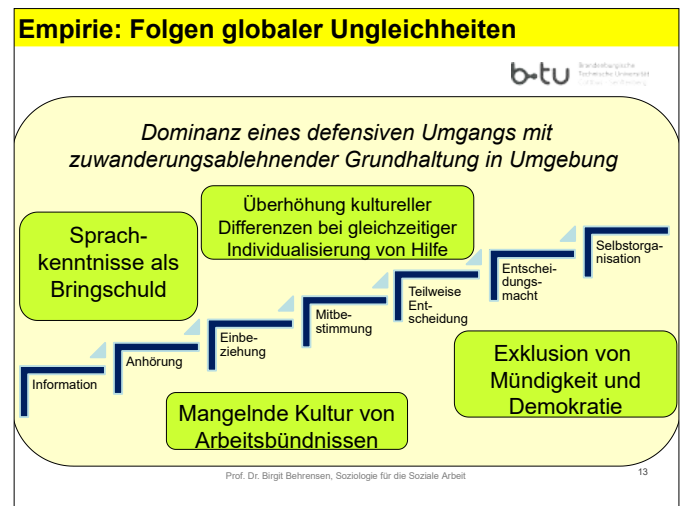 Empirie: Folgen globaler Ungleichheiten
b-tu
Brandenburgische
Technische Universität
Dominanz eines defensiven Umgangs mit
zuwanderungsablehnender Grundhaltung in Umgebung
Sprach-
kenntnisse als
Bringschuld
Überhöhung kultureller
Differenzen bei gleichzeitiger
Individualisierung von Hilfe
Information
Anhörung
Einbe-
ziehung
Mitbe-
stimmung
Teilweise
Ent-
scheidung
Entschei-
dungs-
macht
Selbstorga-
nisation
Mangelnde Kultur von
Arbeitsbündnissen
Exklusion von
Mündigkeit und
Demokratie
Prof. Dr. Birgit Behrensen, Soziologie für die Soziale Arbeit
13